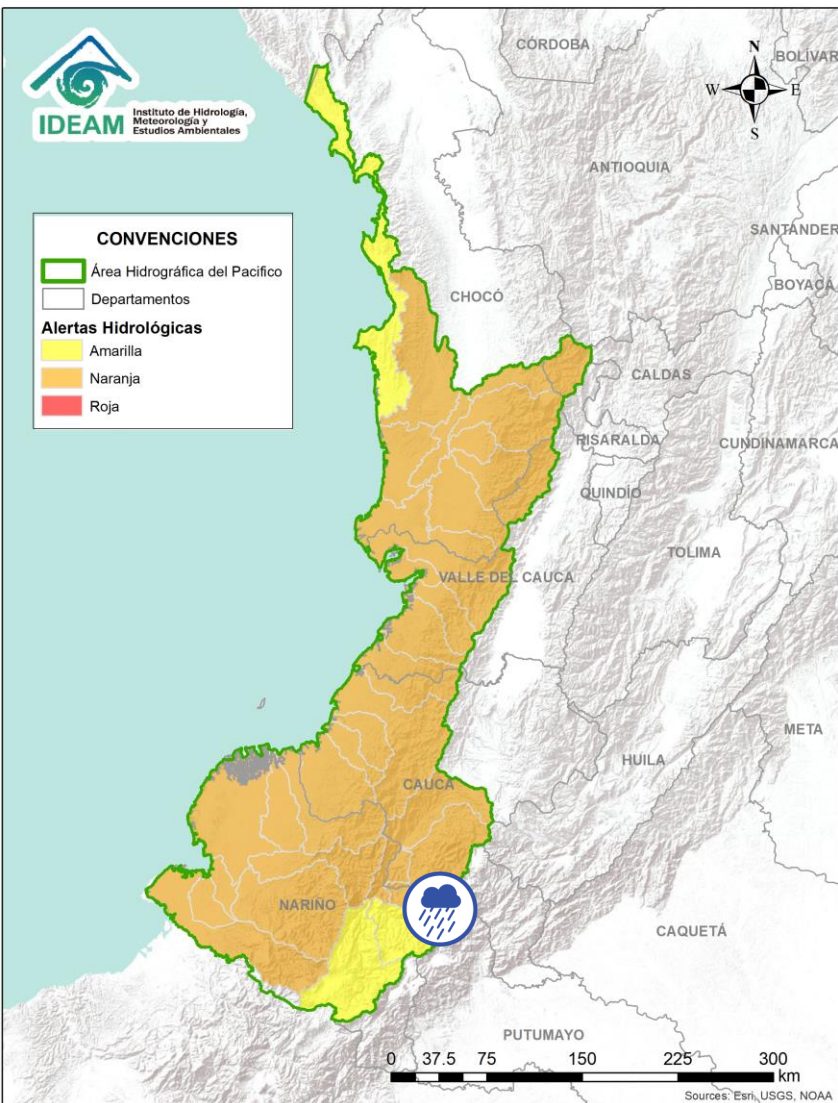 IDEAM
Instituto de Hidrología,
Meteorología y
Estudios Ambientales
CONVENCIONES
Área Hidrográfica del Pacifico
Departamentos
Alertas Hidrológicas
Amarilla
Naranja
Roja
N
W
E
S
CÓRDOBA
BOLÍVAR
ANTIOQUIA
SANTANDER
BOYACÁ
CHOCÓ
CALDAS
RISARALDA
CUNDINAMARCA
QUINDÍO
TOLIMA
VALLE DEL CAUCA
META
HUILA
CAUCA
NARIÑO
CAQUETÁ
PUTUMAYO
0 37.5 75 150 225 300
km
Sources: Esri, USGS, NOAA